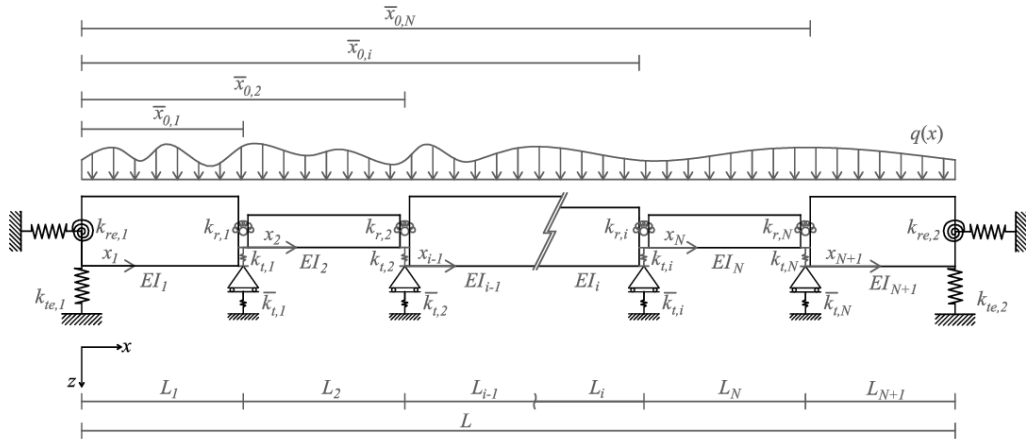 x̅0,N
x̅0,i
x̅0,2
x̅0,1
q(x)
kre,1 kr,1 x2 kr,2 kr,i xN kr,N kre,2
x1 kt,1 kt,2 xi-1 kt,i kt,N xN+1
EI1 EI2 EIi-1 EIi EIN EIN+1
kte,1 k̅t,1 k̅t,2 k̅t,i k̅t,N kte,2
x
z
L1 L2 Li-1 Li LN LN+1
L